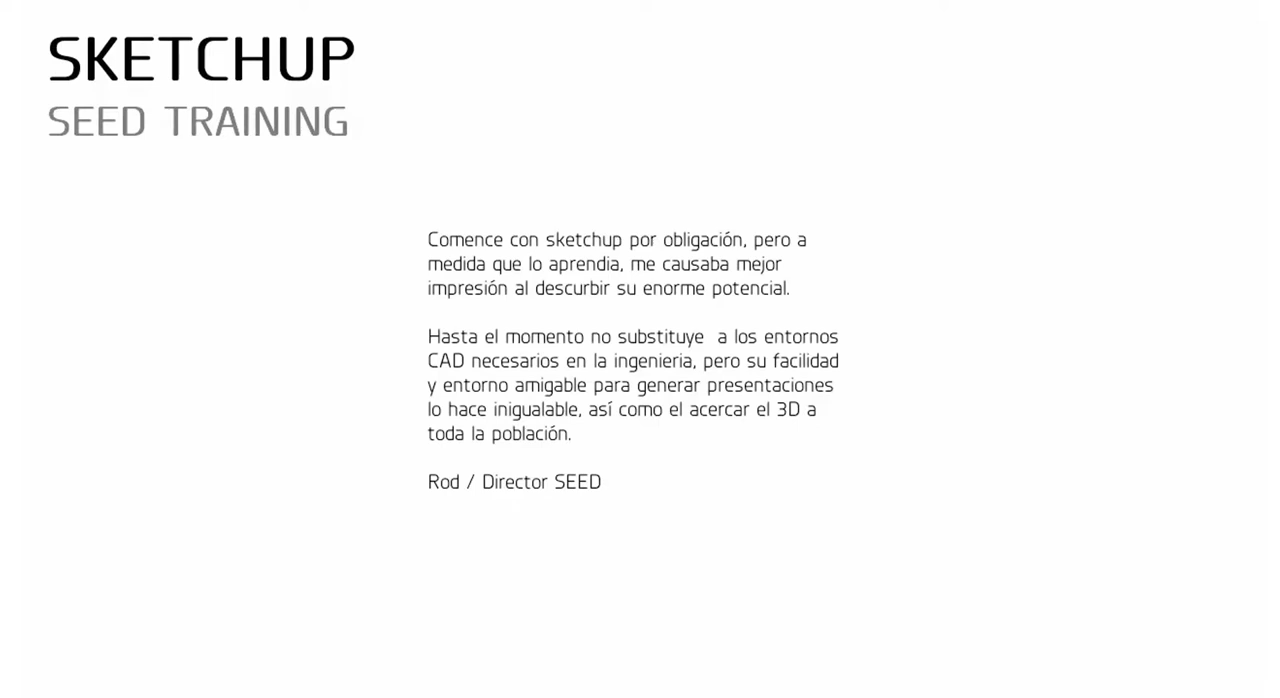 SKETCHUP
SEED TRAINING
Comence con sketchup por obligación, pero a
medida que lo aprendia, me causaba mejor
impresión al descurbir su enorme potencial.
Hasta el momento no substituye  a los entornos
CAD necesarios en la ingenieria, pero su facilidad
y entorno amigable para generar presentaciones
lo hace inigualable, así como el acercar el 3D a
toda la población.
Rod / Director SEED